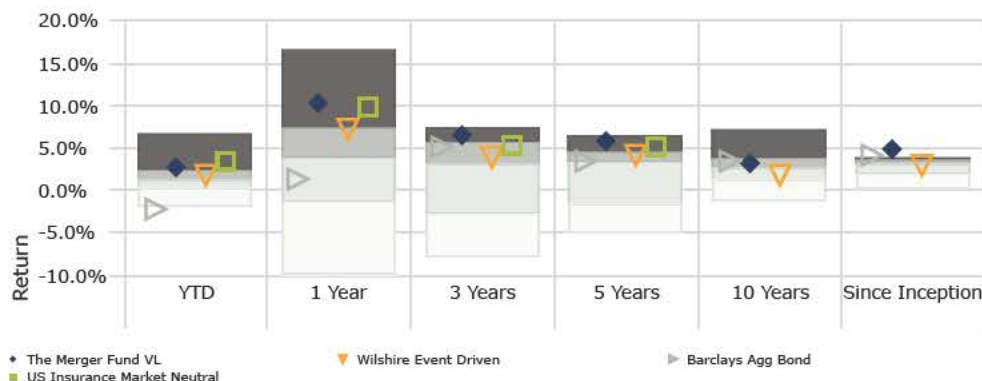 20.0%
15.0%
10.0%
5.0%
0.0%
-5.0%
-10.0%
Return
YTD 1 Year 3 Years 5 Years 10 Years Since Inception
The Merger Fund VL Wilshire Event Driven Barclays Agg Bond
US Insurance Market Neutral